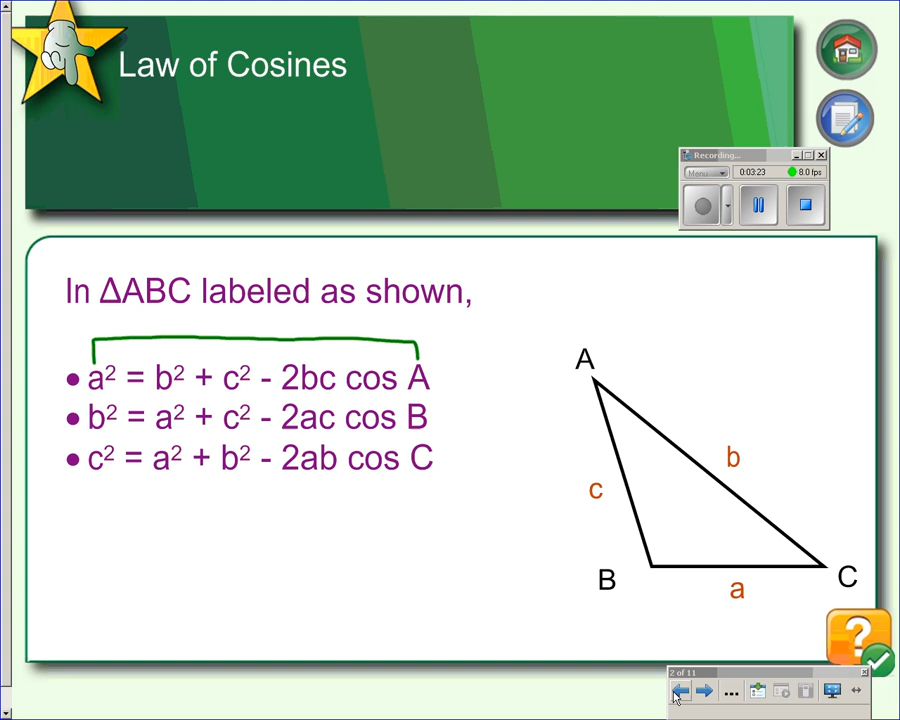 Law of Cosines
Recording...
Menu 0:03:23 8.0 fps
In ΔABC labeled as shown,
• a² = b² + c² - 2bc cos A
• b² = a² + c² - 2ac cos B
• c² = a² + b² - 2ab cos C
A
b
c
B
C
a
?
2 of 11
...